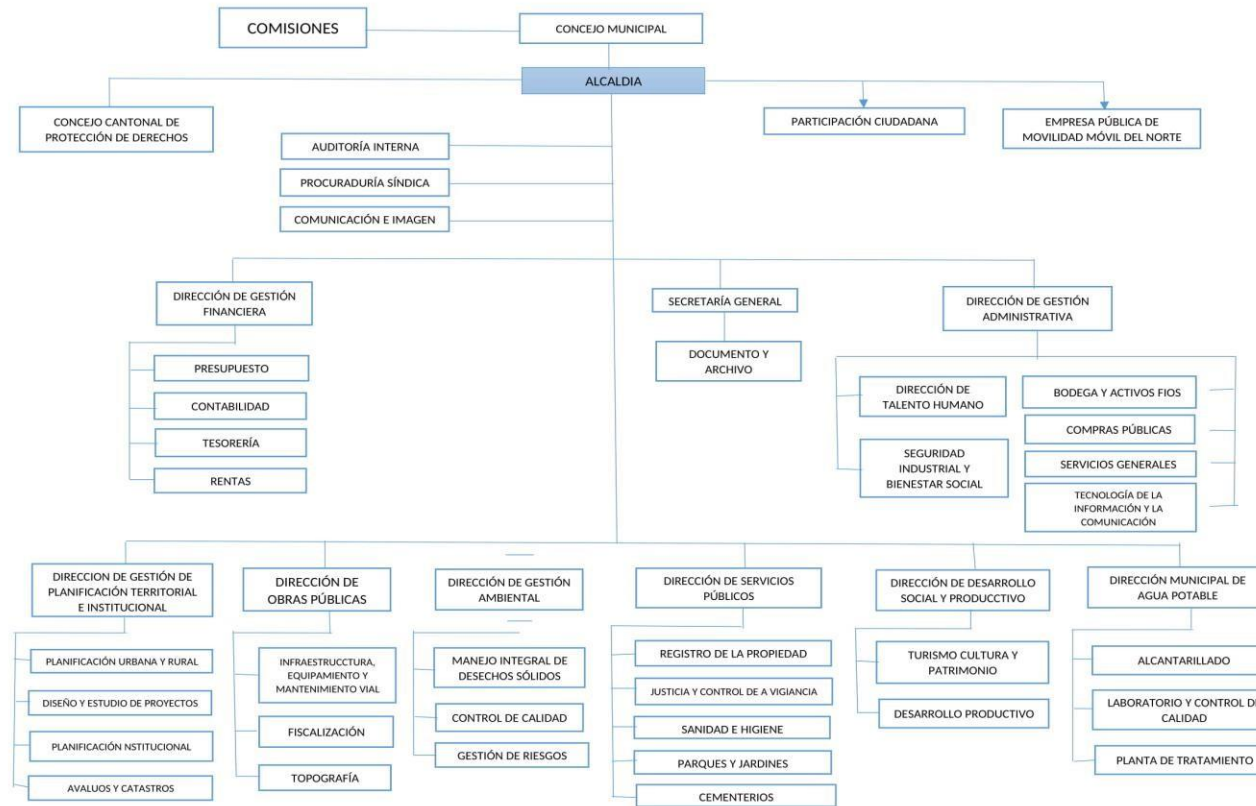 COMISIONES
CONCEJO MUNICIPAL
ALCALDIA
CONCEJO CANTONAL DE
PROTECCIÓN DE DERECHOS
PARTICIPACIÓN CIUDADANA
EMPRESA PÚBLICA DE
MOVILIDAD MÓVIL DEL NORTE
AUDITORÍA INTERNA
PROCURADURÍA SÍNDICA
COMUNICACIÓN E IMAGEN
DIRECCIÓN DE GESTIÓN
FINANCIERA
PRESUPUESTO
CONTABILIDAD
TESORERÍA
RENTAS
SECRETARÍA GENERAL
DOCUMENTO Y
ARCHIVO
DIRECCIÓN DE GESTIÓN
ADMINISTRATIVA
DIRECCIÓN DE
TALENTO HUMANO
SEGURIDAD
INDUSTRIAL Y
BIENESTAR SOCIAL
BODEGA Y ACTIVOS FIOS
COMPRAS PÚBLICAS
SERVICIOS GENERALES
TECNOLOGÍA DE LA
INFORMACIÓN Y LA
COMUNICACIÓN
DIRECCION DE GESTIÓN DE
PLANIFICACIÓN TERRITORIAL
E INSTITUCIONAL
PLANIFICACIÓN URBANA Y RURAL
DISEÑO Y ESTUDIO DE PROYECTOS
PLANIFICACIÓN NSTITUCIONAL
AVALUOS Y CATASTROS
DIRECCIÓN DE
OBRAS PÚBLICAS
INFRAESTRUCCTURA,
EQUIPAMIENTO Y
MANTENIMIENTO VIAL
FISCALIZACIÓN
TOPOGRAFÍA
DIRECCIÓN DE GESTIÓN
AMBIENTAL
MANEJO INTEGRAL DE
DESECHOS SÓLIDOS
CONTROL DE CALIDAD
GESTIÓN DE RIESGOS
DIRECCIÓN DE SERVICIOS
PÚBLICOS
REGISTRO DE LA PROPIEDAD
JUSTICIA Y CONTROL DE A VIGIANCIA
SANIDAD E HIGIENE
PARQUES Y JARDINES
CEMENTERIOS
DIRECCIÓN DE DESARROLLO
SOCIAL Y PRODUCCTIVO
TURISMO CULTURA Y
PATRIMONIO
DESARROLLO PRODUCTIVO
DIRECCIÓN MUNICIPAL DE
AGUA POTABLE
ALCANTARILLADO
LABORATORIO Y CONTROL DE
CALIDAD
PLANTA DE TRATAMIENTO